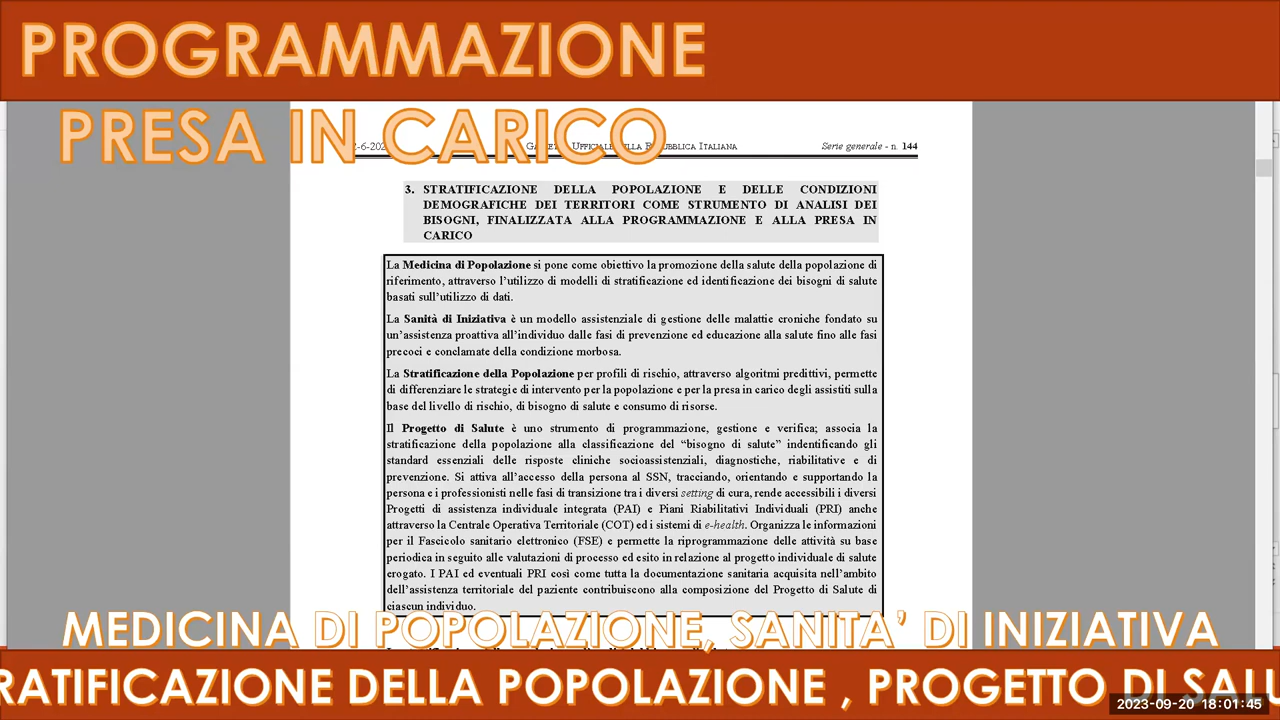 PROGRAMMAZIONE
PRESA IN CARICO
Serie generale - n. 144
3. STRATIFICAZIONE DELLA POPOLAZIONE E DELLE CONDIZIONI
DEMOGRAFICHE DEI TERRITORI COME STRUMENTO DI ANALISI DEI
BISOGNI, FINALIZZATA ALLA PROGRAMMAZIONE E ALLA PRESA IN
CARICO
La Medicina di Popolazione si pone come obiettivo la promozione della salute della popolazione di
riferimento, attraverso l'utilizzo di modelli di stratificazione ed identificazione dei bisogni di salute
basati sull'utilizzo di dati.
La Sanità di Iniziativa è un modello assistenziale di gestione delle malattie croniche fondato su
un'assistenza proattiva all'individuo dalle fasi di prevenzione ed educazione alla salute fino alle fasi
precoci e conclamate della condizione morbosa.
La Stratificazione della Popolazione per profili di rischio, attraverso algoritmi predittivi, permette
di differenziare le strategie di intervento per la popolazione e per la presa in carico degli assistiti sulla
base del livello di rischio, di bisogno di salute e consumo di risorse.
Il Progetto di Salute è uno strumento di programmazione, gestione e verifica; associa la
stratificazione della popolazione alla classificazione del “bisogno di salute” indentificando gli
standard essenziali delle risposte cliniche socioassistenziali, diagnostiche, riabilitative e di
prevenzione. Si attiva all'accesso della persona al SSN, tracciando, orientando e supportando la
persona e i professionisti nelle fasi di transizione tra i diversi setting di cura, rende accessibili i diversi
Progetti di assistenza individuale integrata (PAI) e Piani Riabilitativi Individuali (PRI) anche
attraverso la Centrale Operativa Territoriale (COT) ed i sistemi di e-health. Organizza le informazioni
per il Fascicolo sanitario elettronico (FSE) e permette la riprogrammazione delle attività su base
periodica in seguito alle valutazioni di processo ed esito in relazione al progetto individuale di salute
erogato. I PAI ed eventuali PRI così come tutta la documentazione sanitaria acquisita nell'ambito
dell'assistenza territoriale del paziente contribuiscono alla composizione del Progetto di Salute di
ciascun individuo.
MEDICINA DI POPOLAZIONE, SANITA' DI INIZIATIVA
RATIFICAZIONE DELLA POPOLAZIONE , PROGETTO DI SALU
2023-09-20 18:01:45